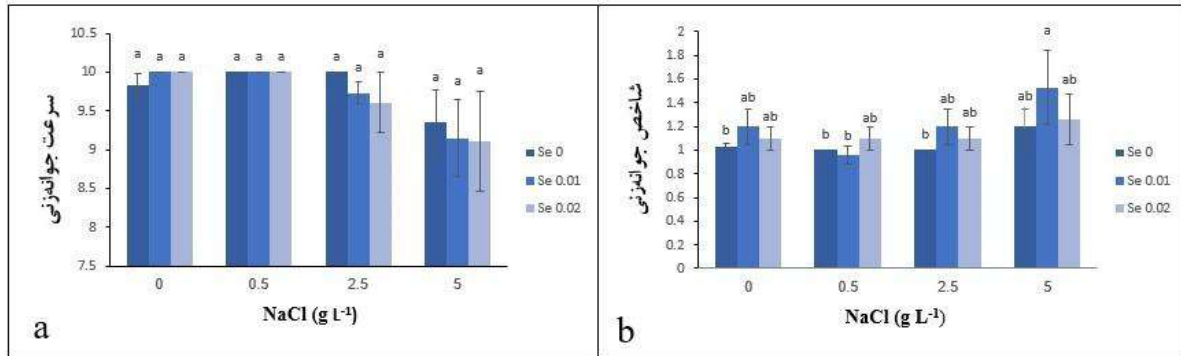 سرعت جوانه‌زنی
10.5
10
9.5
9
8.5
8
7.5
a a a a a a a a a a a a
0 0.5 2.5 5
NaCl (g L-1)
Se 0
Se 0.01
Se 0.02
a
شاخص جوانه‌زنی
2
1.8
1.6
1.4
1.2
1
0.8
0.6
0.4
0.2
0
b ab ab b b ab b ab ab ab a ab
0 0.5 2.5 5
NaCl (g L-1)
Se 0
Se 0.01
Se 0.02
b